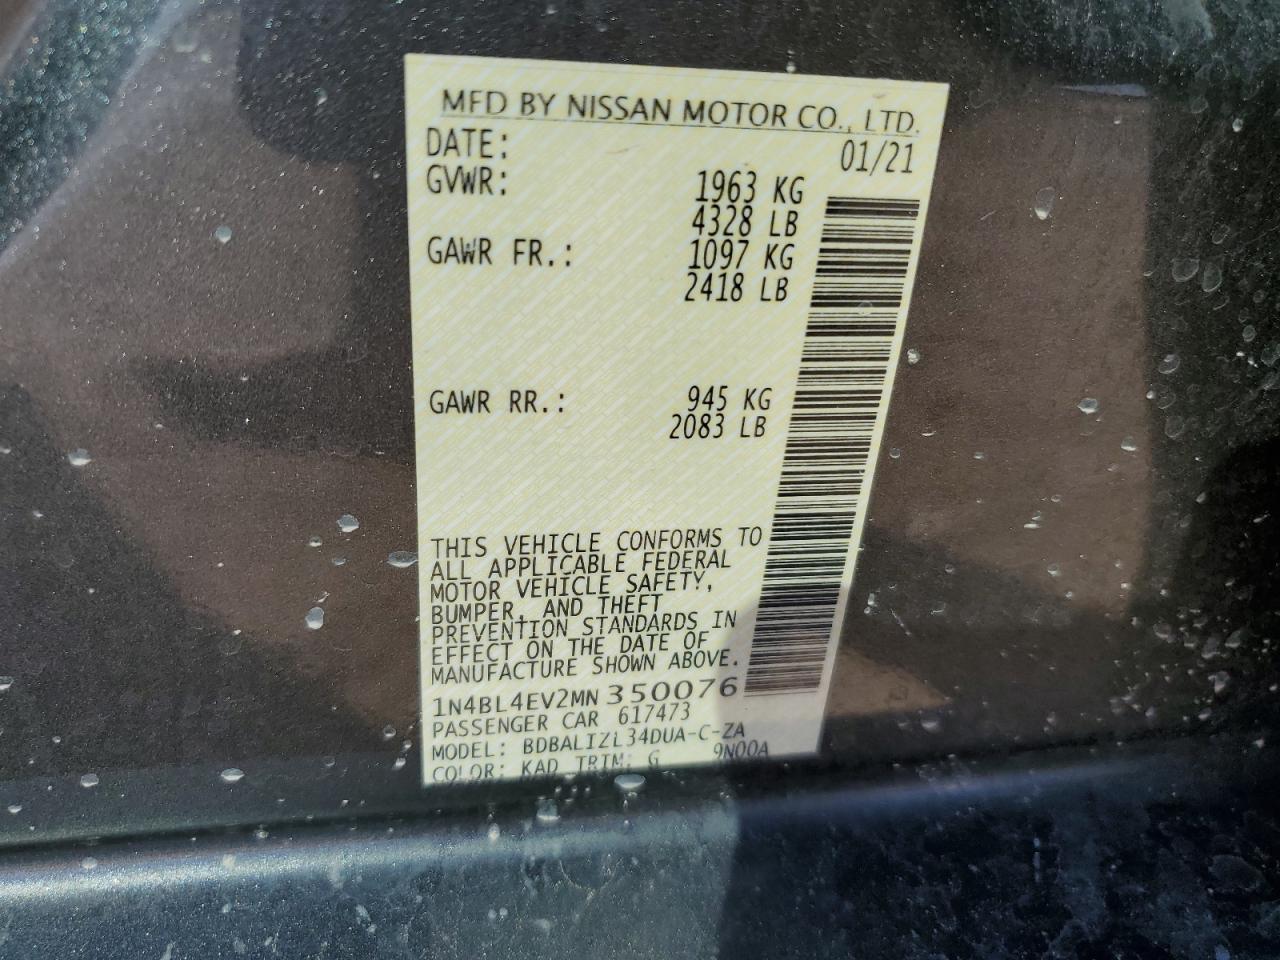 MFD BY NISSAN MOTOR CO., LTD.
DATE: 01/21
GVWR: 1963 KG
4328 LB
GAWR FR.: 1097 KG
2418 LB
GAWR RR.: 945 KG
2083 LB
THIS VEHICLE CONFORMS TO
ALL APPLICABLE FEDERAL
MOTOR VEHICLE SAFETY,
BUMPER, AND THEFT
PREVENTION STANDARDS IN
EFFECT ON THE DATE OF
MANUFACTURE SHOWN ABOVE.
1N4BL4EV2MN350076
PASSENGER CAR 617473
MODEL: BDBALIZL34DUA-C-ZA
COLOR: KAD TRIM: G 9N00A